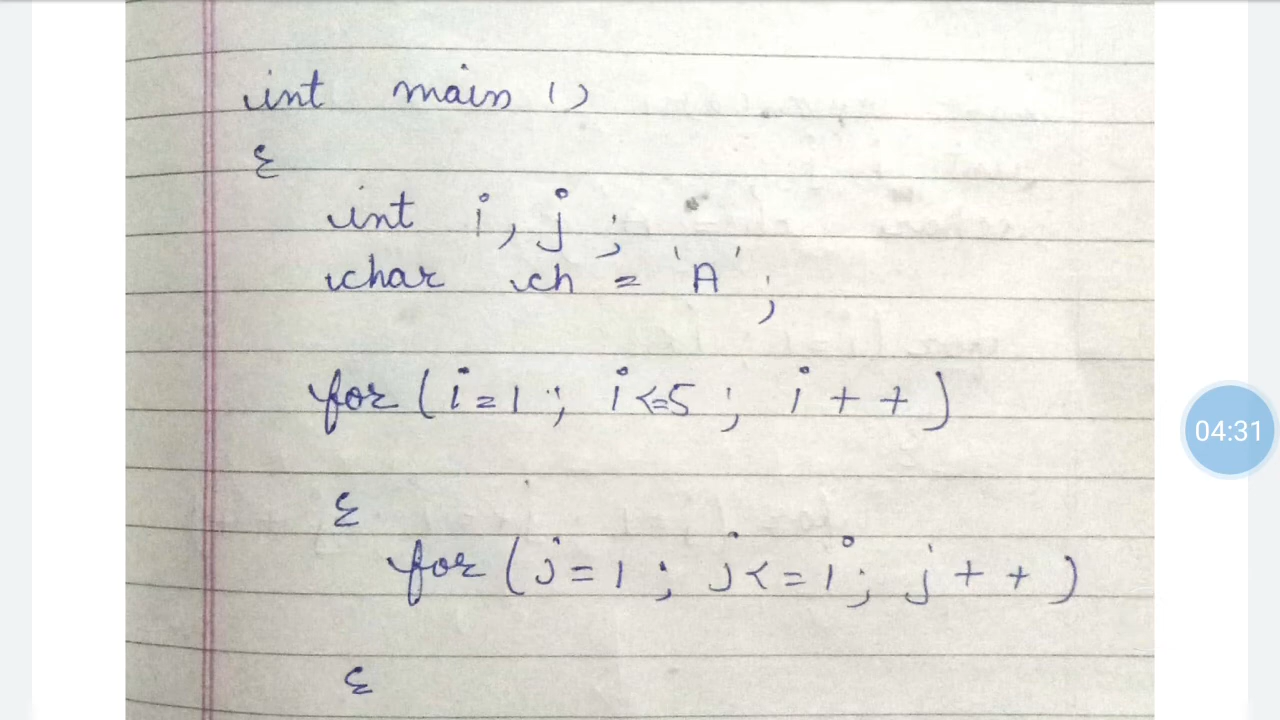 int main ()
{
int i, j ;
char ch = 'A' ;
for ( i = 1 ; i <= 5 ; i + + )
{
for ( j = 1 ; j <= i ; j + + )
{
04:31